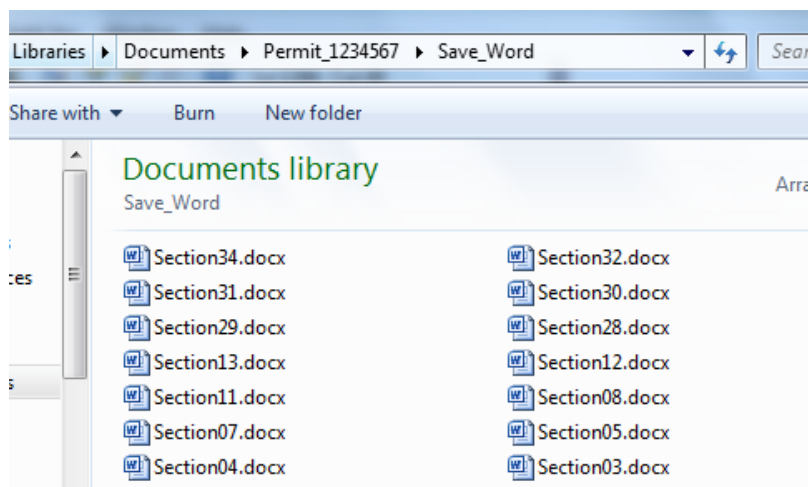 Libraries ▸ Documents ▸ Permit_1234567 ▸ Save_Word
Share with Burn New folder
Documents library
Save_Word
Section34.docx Section32.docx
Section31.docx Section30.docx
Section29.docx Section28.docx
Section13.docx Section12.docx
Section11.docx Section08.docx
Section07.docx Section05.docx
Section04.docx Section03.docx